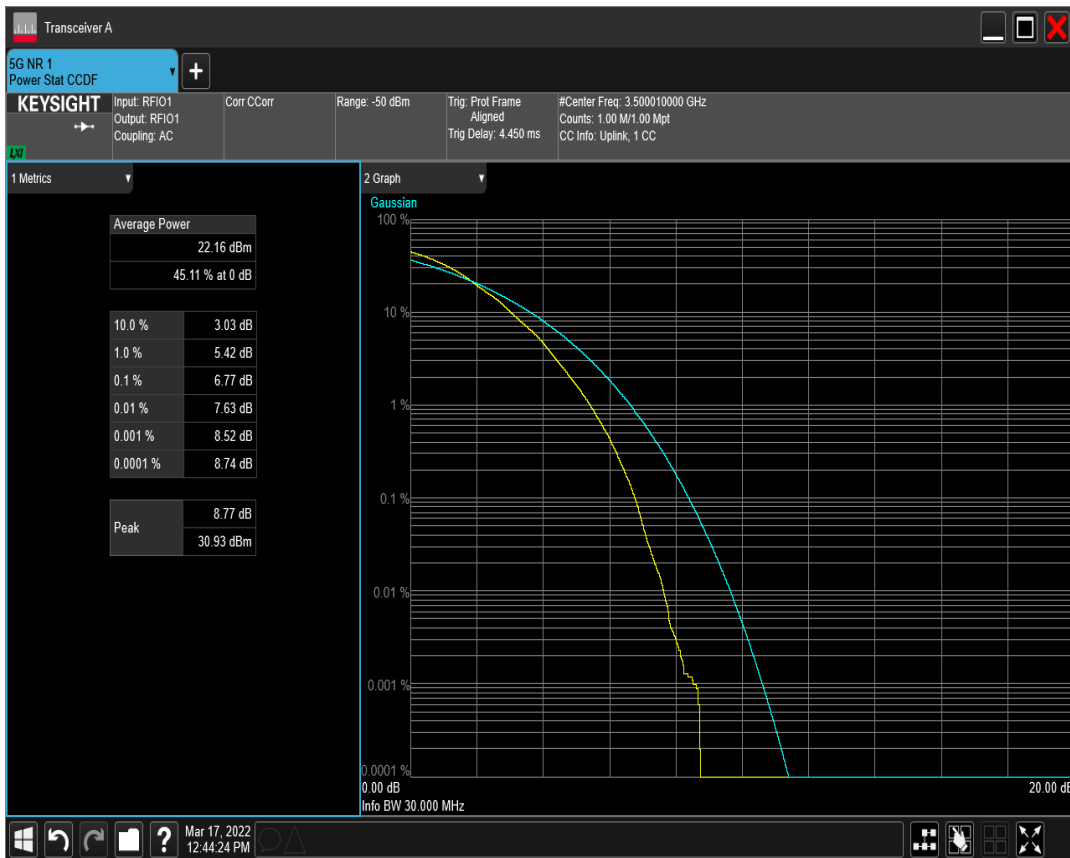 Transceiver A
5G NR 1
Power Stat CCDF
+
KEYSIGHT
LXI
Input: RFIO1
Output: RFIO1
Coupling: AC
Corr CCorr
Range: -50 dBm
Trig: Prot Frame
Aligned
Trig Delay: 4.450 ms
#Center Freq: 3.500010000 GHz
Counts: 1.00 M/1.00 Mpt
CC Info: Uplink, 1 CC
1 Metrics
Average Power
22.16 dBm
45.11 % at 0 dB
10.0 % 3.03 dB
1.0 % 5.42 dB
0.1 % 6.77 dB
0.01 % 7.63 dB
0.001 % 8.52 dB
0.0001 % 8.74 dB
Peak
8.77 dB
30.93 dBm
2 Graph
Gaussian
100 %
10 %
1 %
0.1 %
0.01 %
0.001 %
0.0001 %
0.00 dB 20.00 dB
Info BW 30.000 MHz
?
Mar 17, 2022
12:44:24 PM